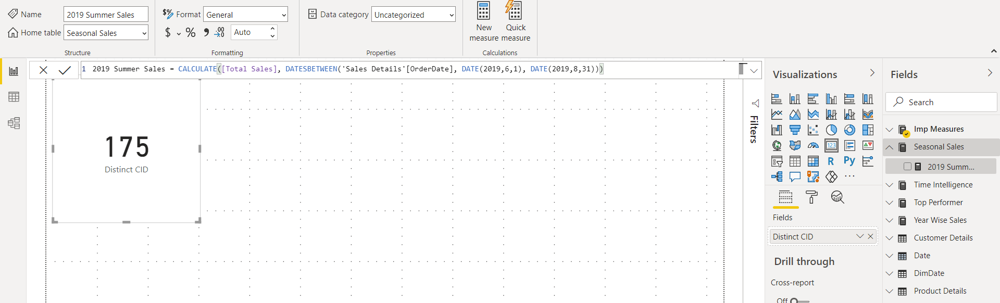 Name
2019 Summer Sales
Home table
Seasonal Sales
Structure
$% Format
General
$ % , .00
Auto
Formatting
Data category
Uncategorized
Properties
New measure
Quick measure
Calculations
1 2019 Summer Sales = CALCULATE([Total Sales], DATESBETWEEN('Sales Details'[OrderDate], DATE(2019,6,1), DATE(2019,8,31)))
175
Distinct CID
Filters
Visualizations
123
R
Py
...
Fields
Distinct CID
Drill through
Cross-report
Off
Fields
Search
Imp Measures
Seasonal Sales
2019 Summ...
Time Intelligence
Top Performer
Year Wise Sales
Customer Details
Date
DimDate
Product Details